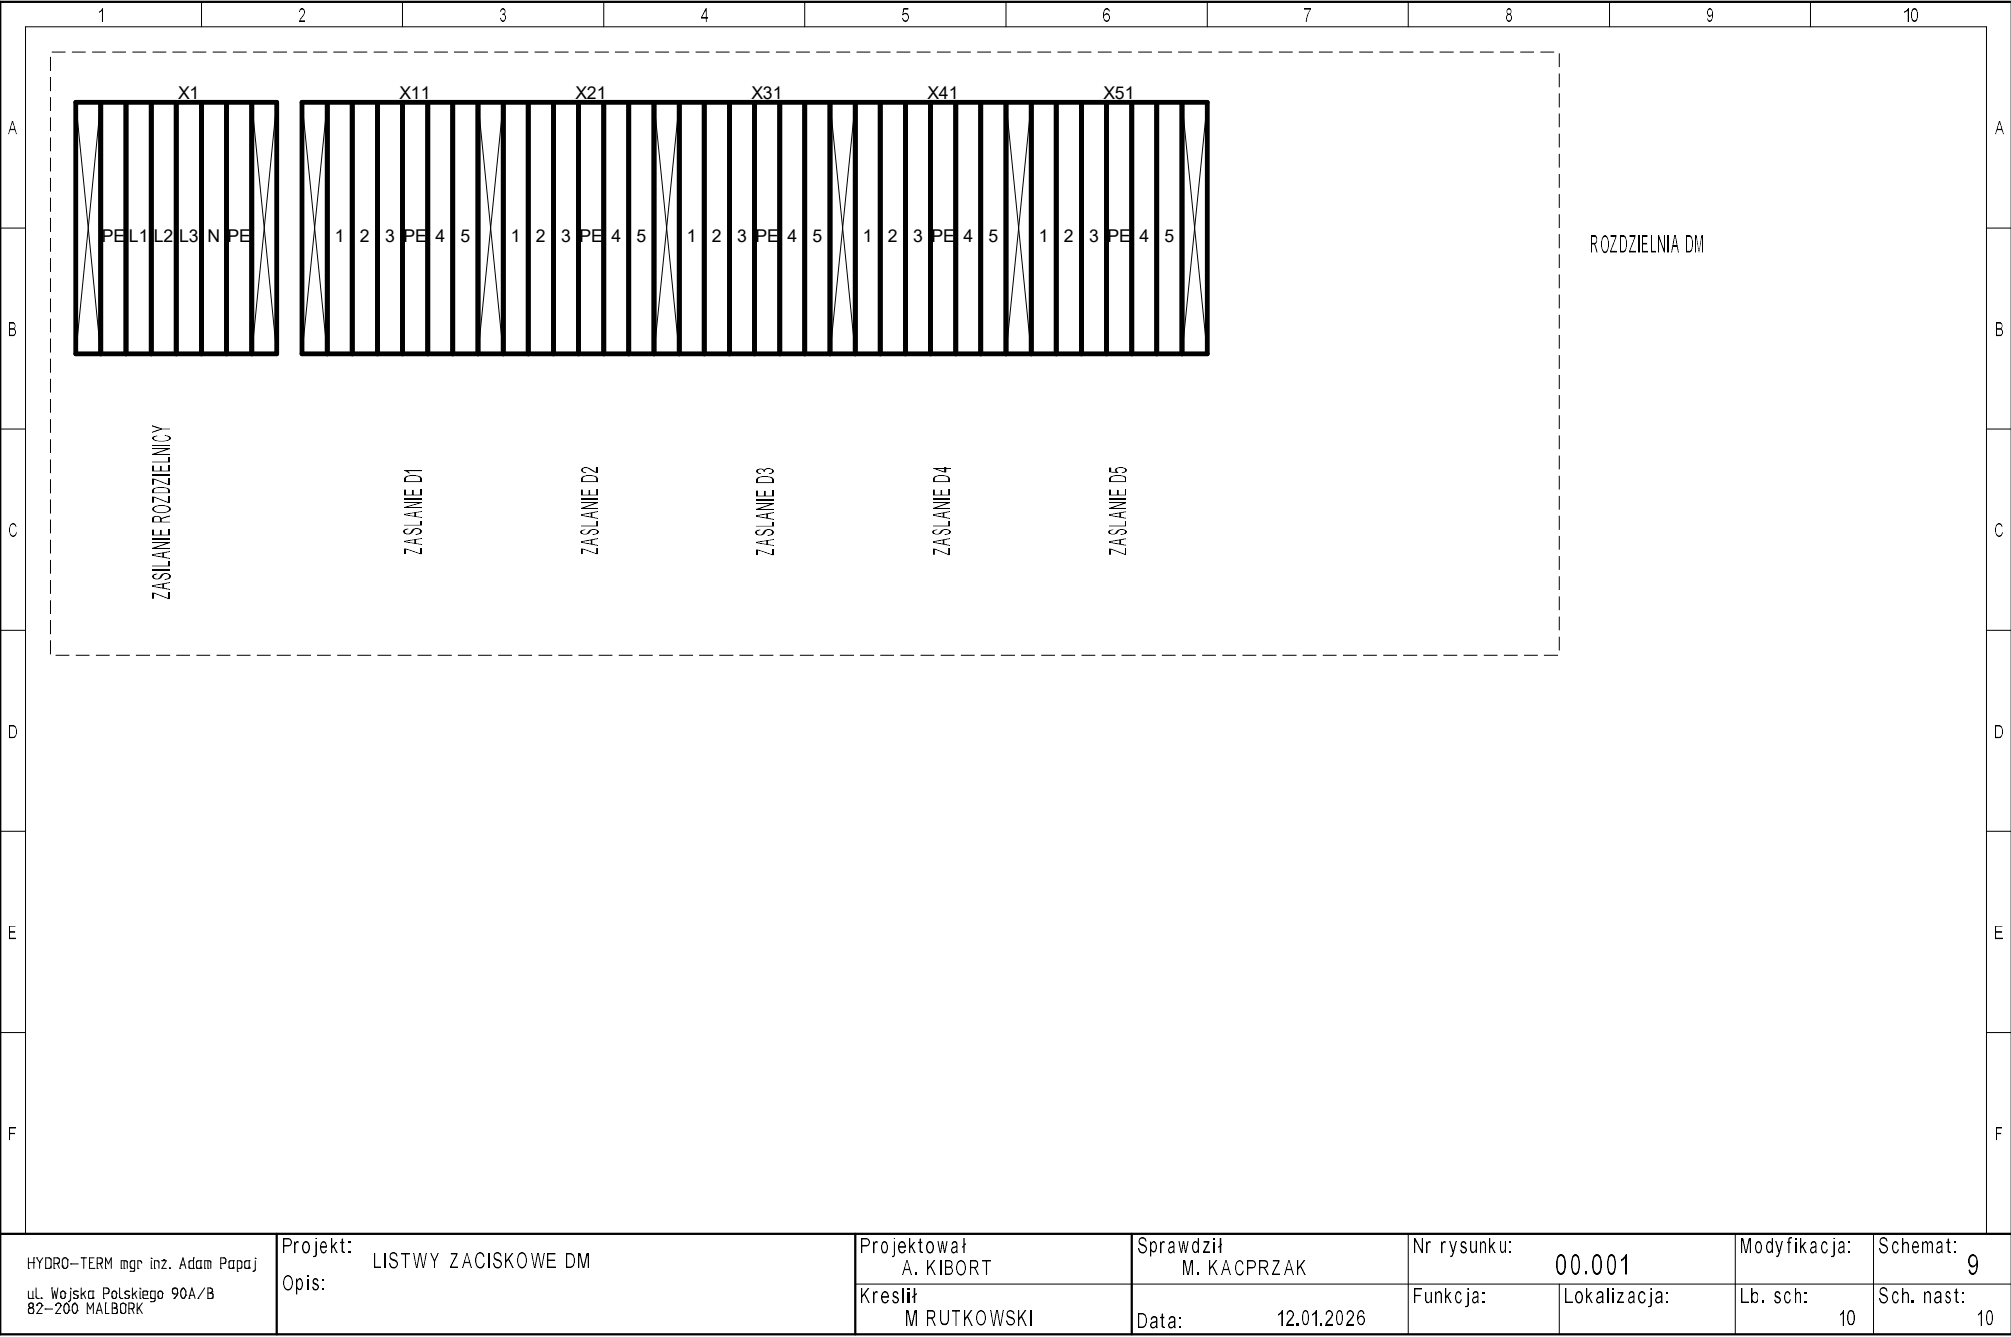 1 2 3 4 5 6 7 8 9 10
X1 X11 X21 X31 X41 X51
A A
PE L1 L2 L3 N PE 1 2 3 PE 4 5 1 2 3 PE 4 5 1 2 3 PE 4 5 1 2 3 PE 4 5 1 2 3 PE 4 5
ROZDZIELNIA DM
B B
ZASILANIE ROZDZIELNICY
ZASLANIE D1
ZASLANIE D2
ZASLANIE D3
ZASLANIE D4
ZASLANIE D5
C C
D D
E E
F F
HYDRO-TERM mgr inż. Adam Papaj
ul. Wojska Polskiego 90A/B
82-200 MALBORK
Projekt: LISTWY ZACISKOWE DM
Opis:
Projektował
A. KIBORT
Kreslił
M RUTKOWSKI
Sprawdził
M. KACPRZAK
Data: 12.01.2026
Nr rysunku:
00.001
Funkcja:
Lokalizacja:
Modyfikacja:
Lb. sch:
10
Schemat:
9
Sch. nast:
10